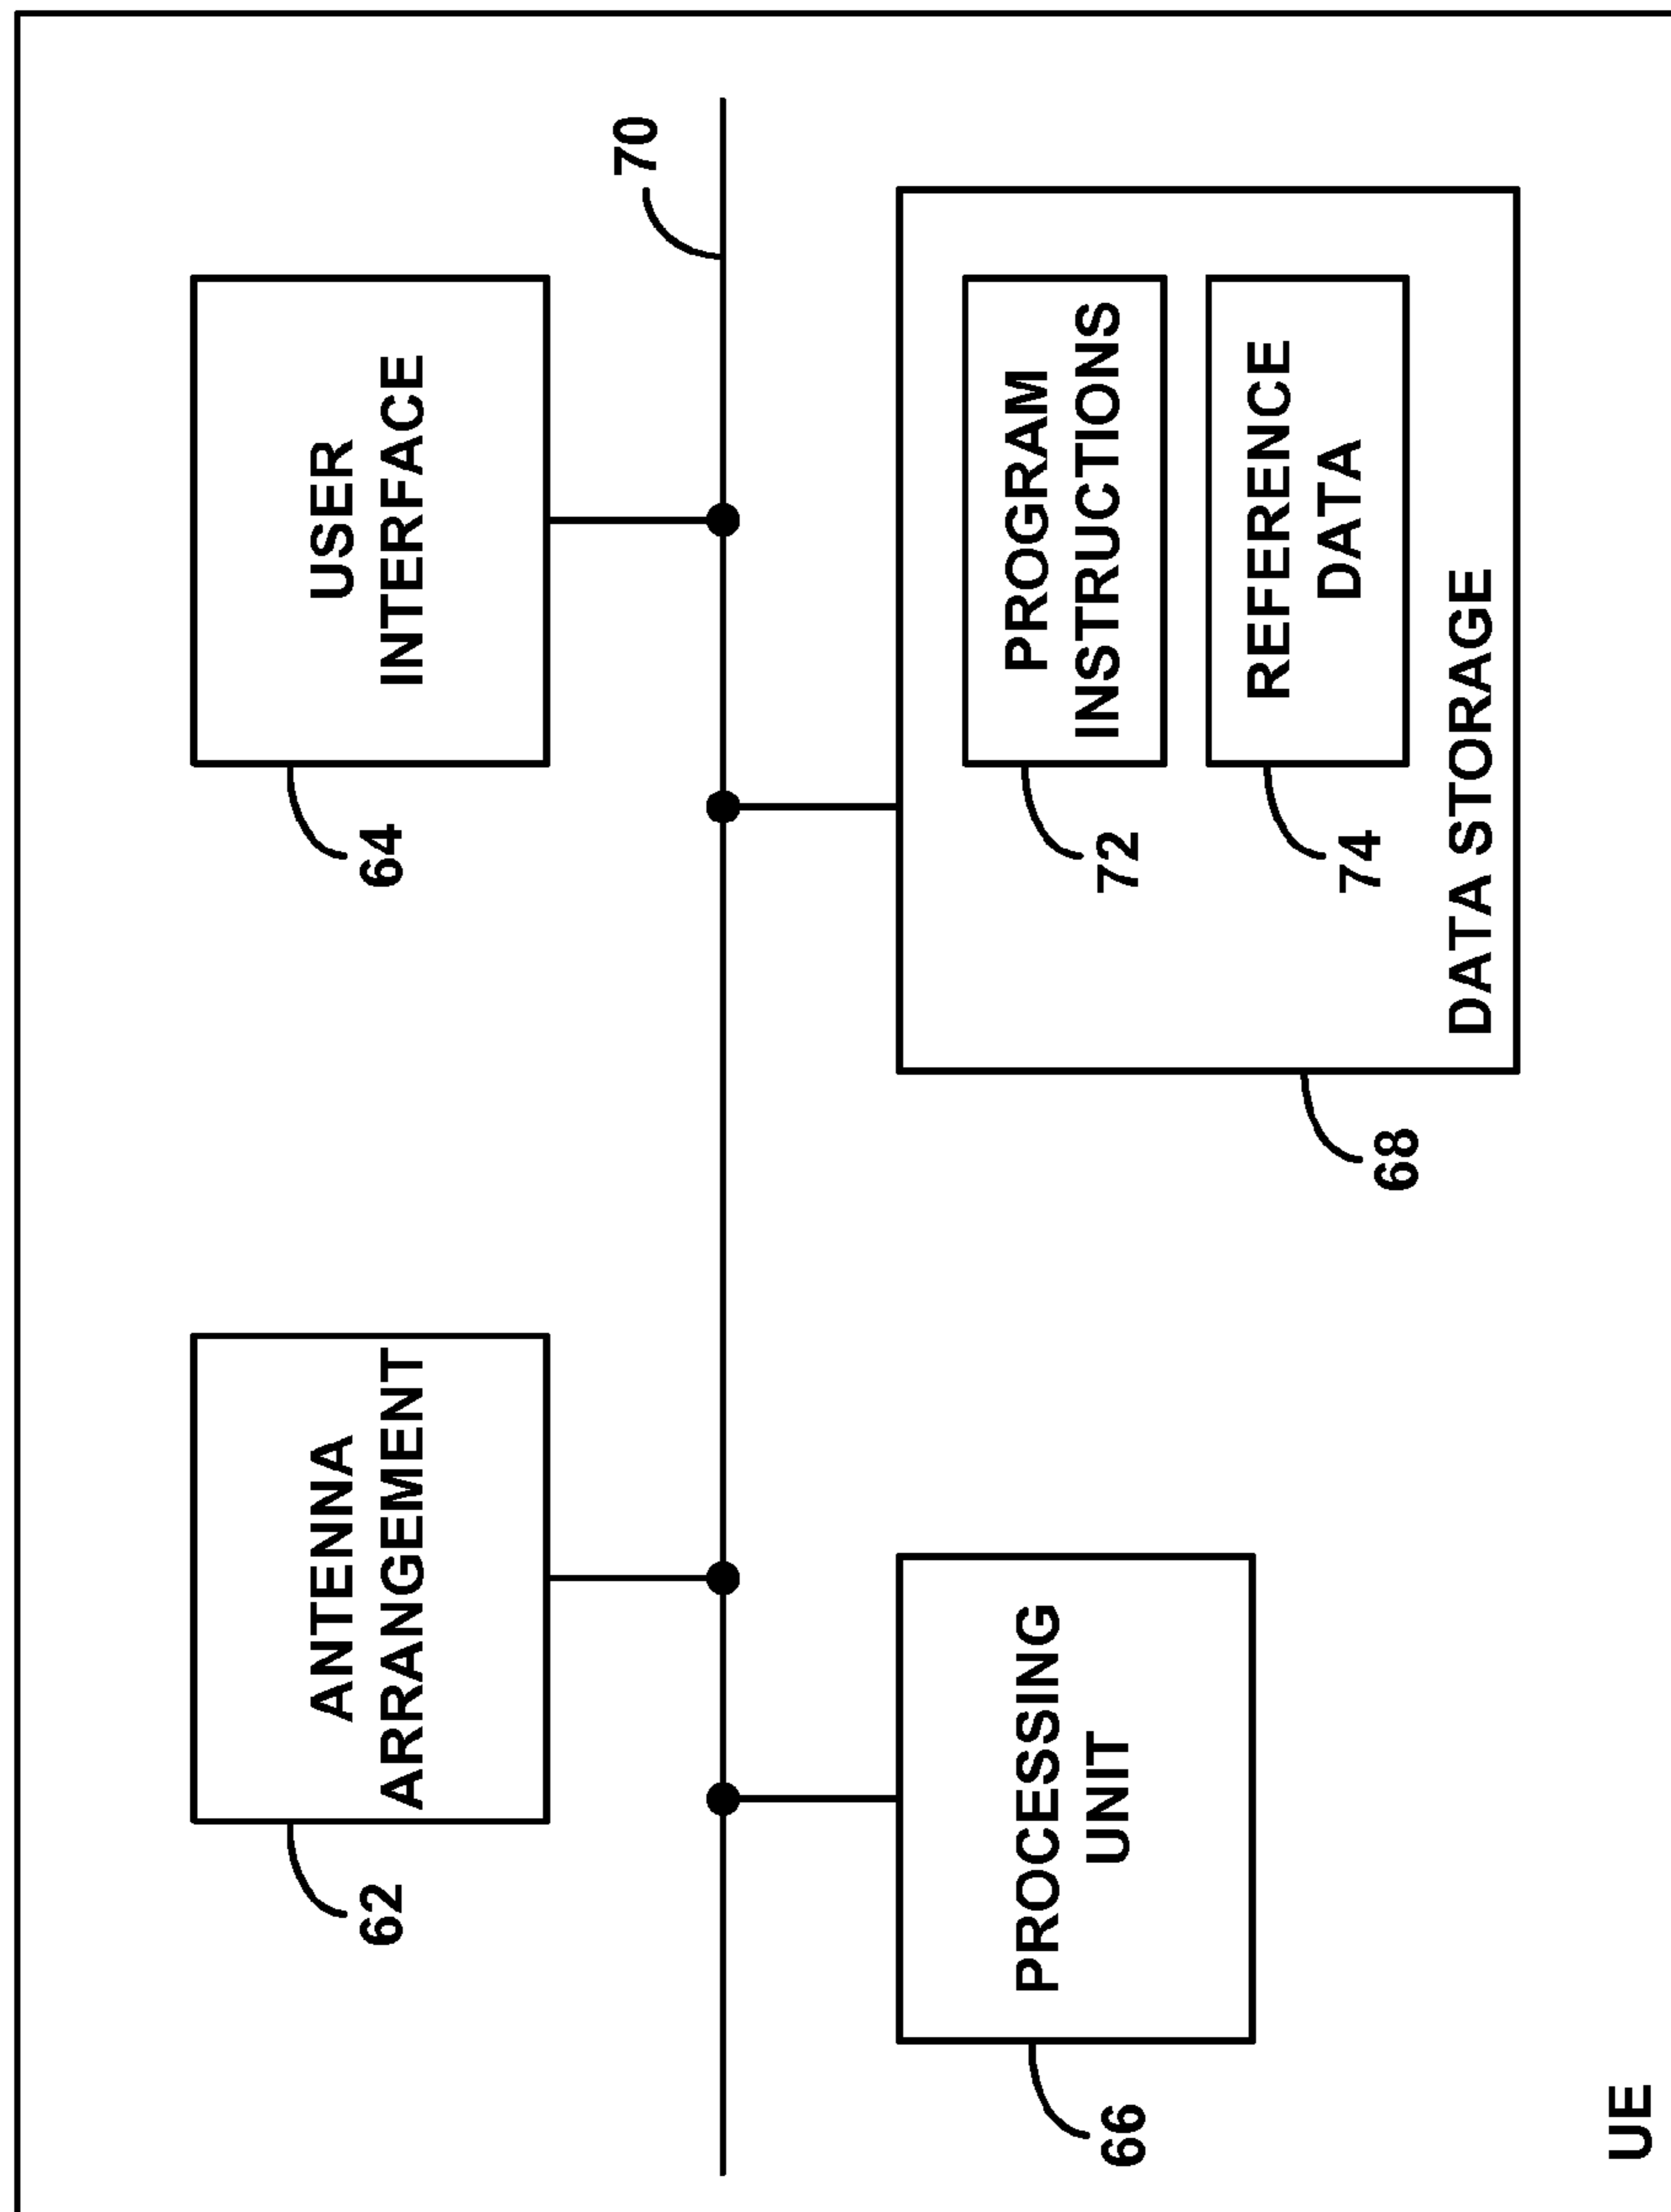 ANTENNA
ARRANGEMENT
62
USER
INTERFACE
64
70
PROCESSING
UNIT
66
PROGRAM
INSTRUCTIONS
72
REFERENCE
DATA
74
DATA STORAGE
68
UE